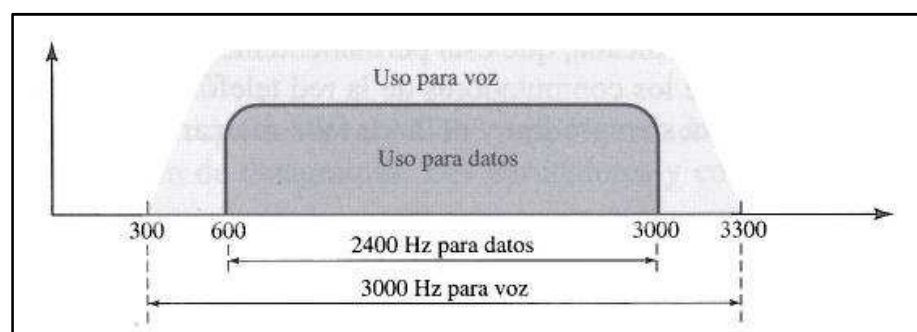 Uso para voz
Uso para datos
300 600 3000 3300
2400 Hz para datos
3000 Hz para voz